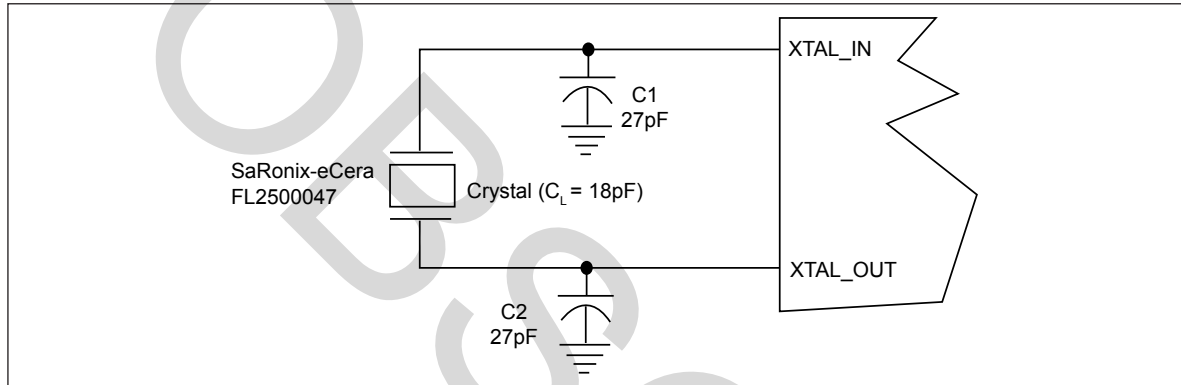 XTAL_IN
C1
27pF
SaRonix-eCera
FL2500047
Crystal (CL = 18pF)
XTAL_OUT
C2
27pF